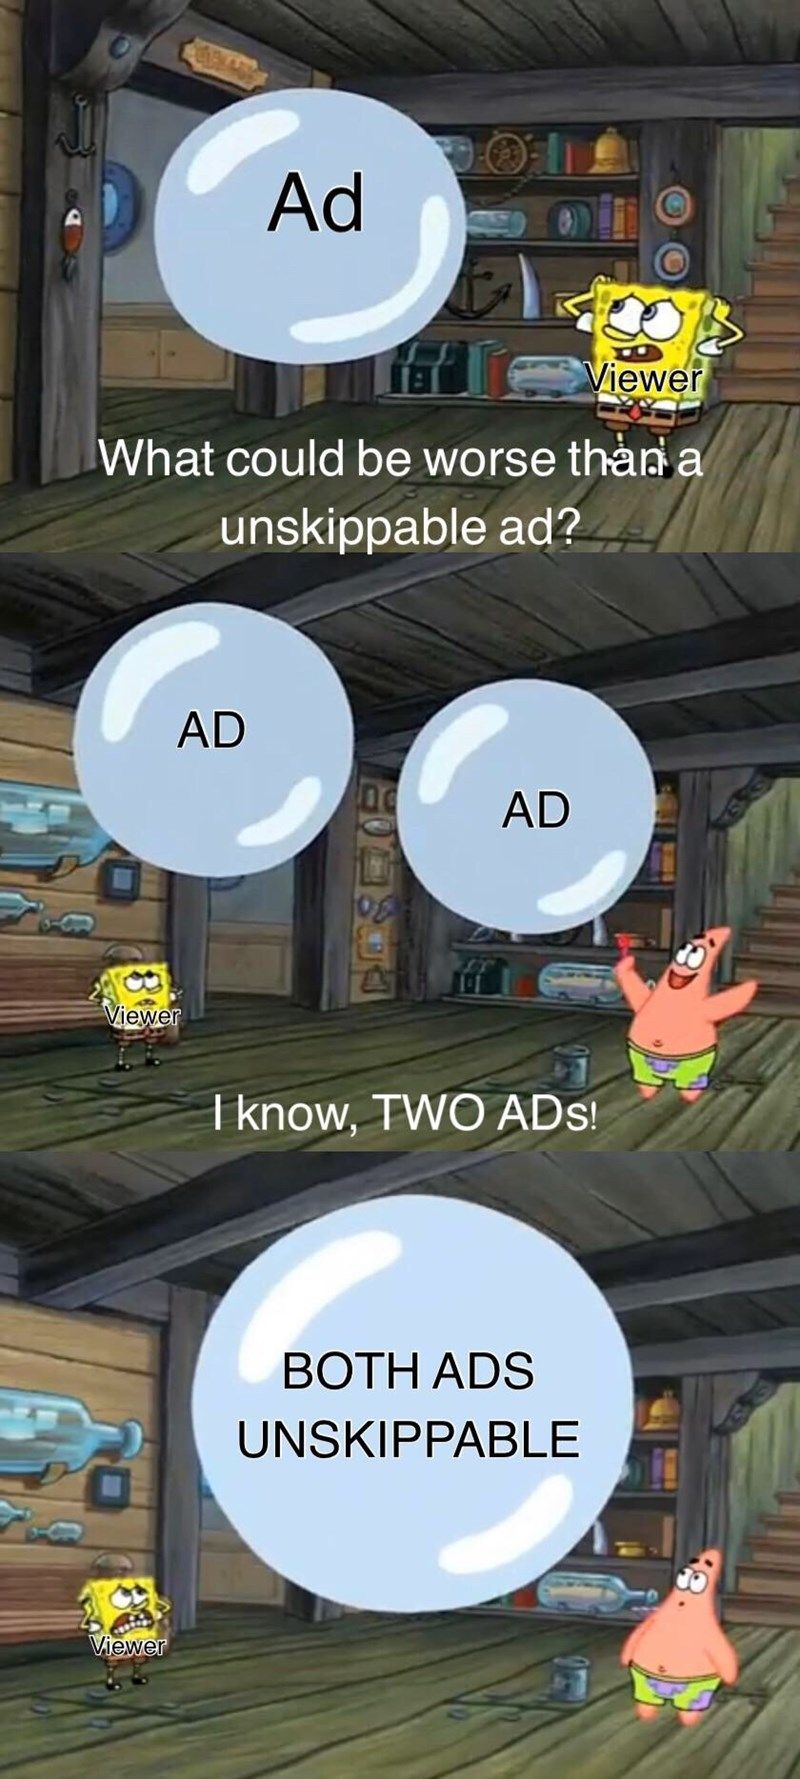 Ad
Viewer
What could be worse than a
unskippable ad?
AD
AD
Viewer
I know, TWO ADs!
BOTH ADS
UNSKIPPABLE
Viewer